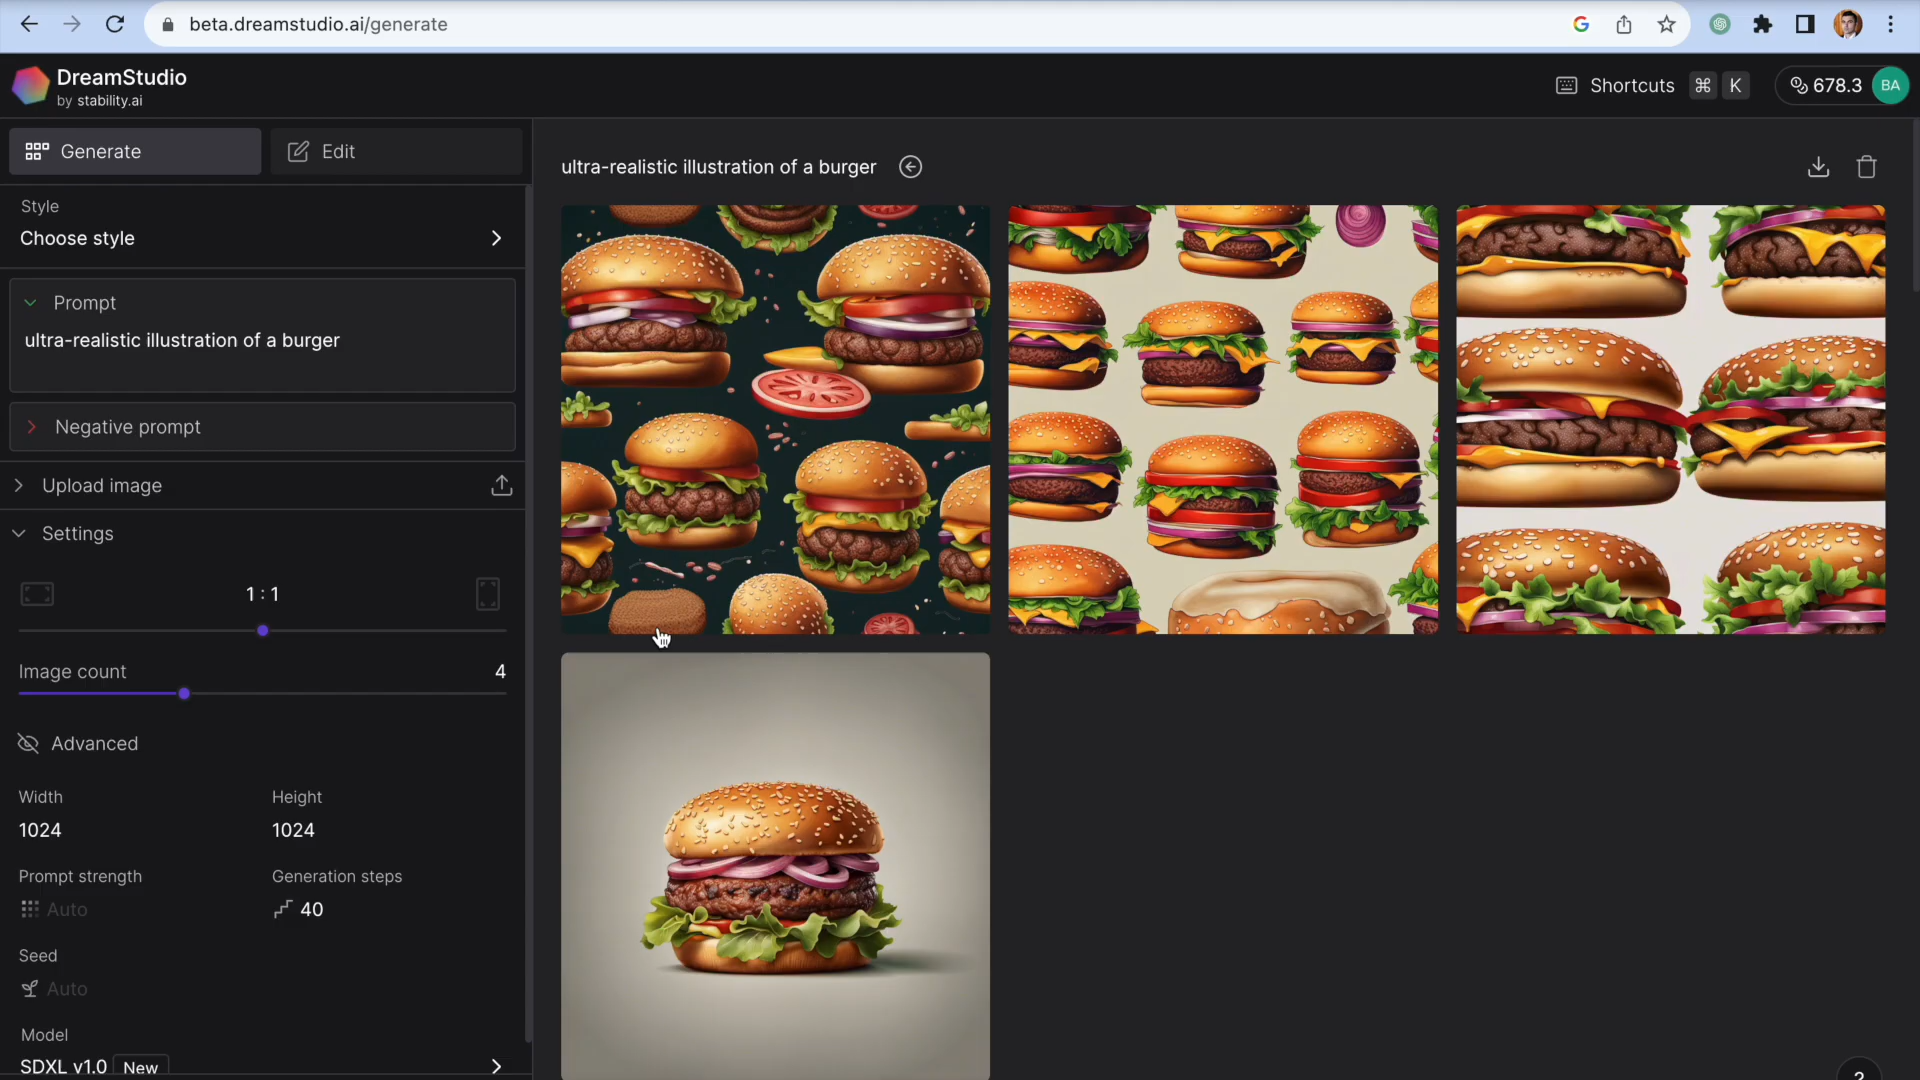 beta.dreamstudio.ai/generate
DreamStudio
by stability.ai
Shortcuts ⌘ K
678.3 BA
Generate
Edit
Style
Choose style
Prompt
ultra-realistic illustration of a burger
Negative prompt
Upload image
Settings
1 : 1
Image count 4
Advanced
Width Height
1024 1024
Prompt strength Generation steps
Auto 40
Seed
Auto
Model
SDXL v1.0 New
ultra-realistic illustration of a burger